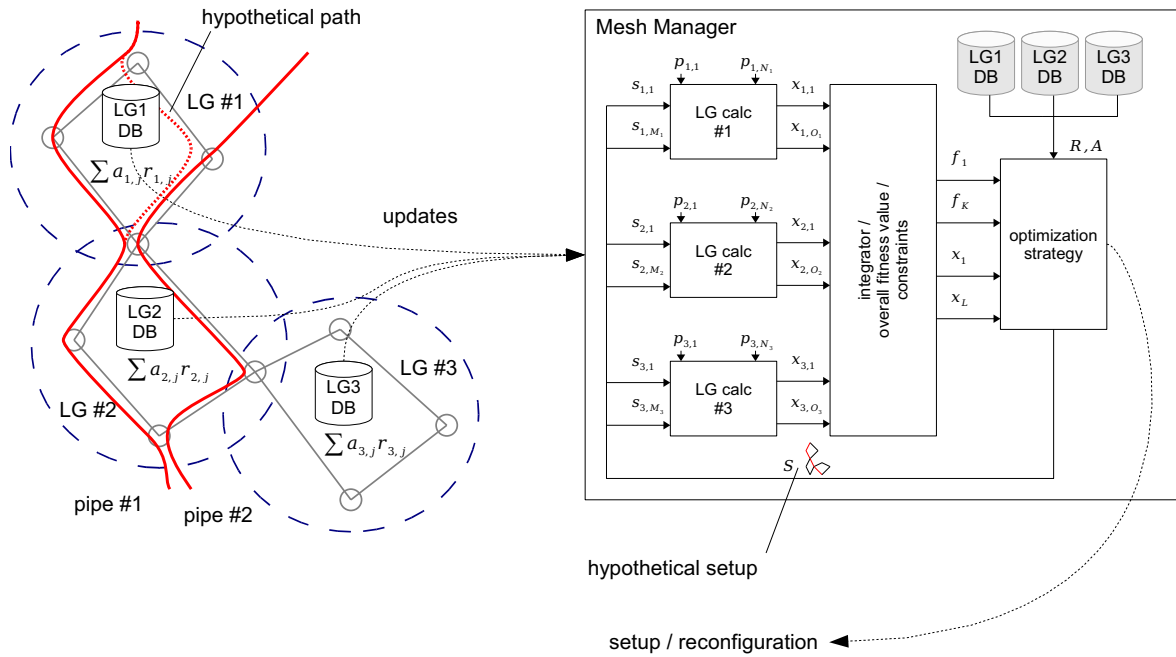 hypothetical path
LG1
DB
LG #1
∑ a1,j r1,j
updates
LG2
DB
∑ a2,j r2,j
LG #2
LG #3
LG3
DB
∑ a3,j r3,j
pipe #1
pipe #2
Mesh Manager
LG1
DB
LG2
DB
LG3
DB
R, A
p1,1
p1,N1
s1,1
s1,M1
LG calc
#1
x1,1
x1,O1
p2,1
p2,N2
s2,1
s2,M2
LG calc
#2
x2,1
x2,O2
p3,1
p3,N3
s3,1
s3,M3
LG calc
#3
x3,1
x3,O3
integrator /
overall fitness value /
constraints
f1
fK
x1
xL
optimization
strategy
S
hypothetical setup
setup / reconfiguration